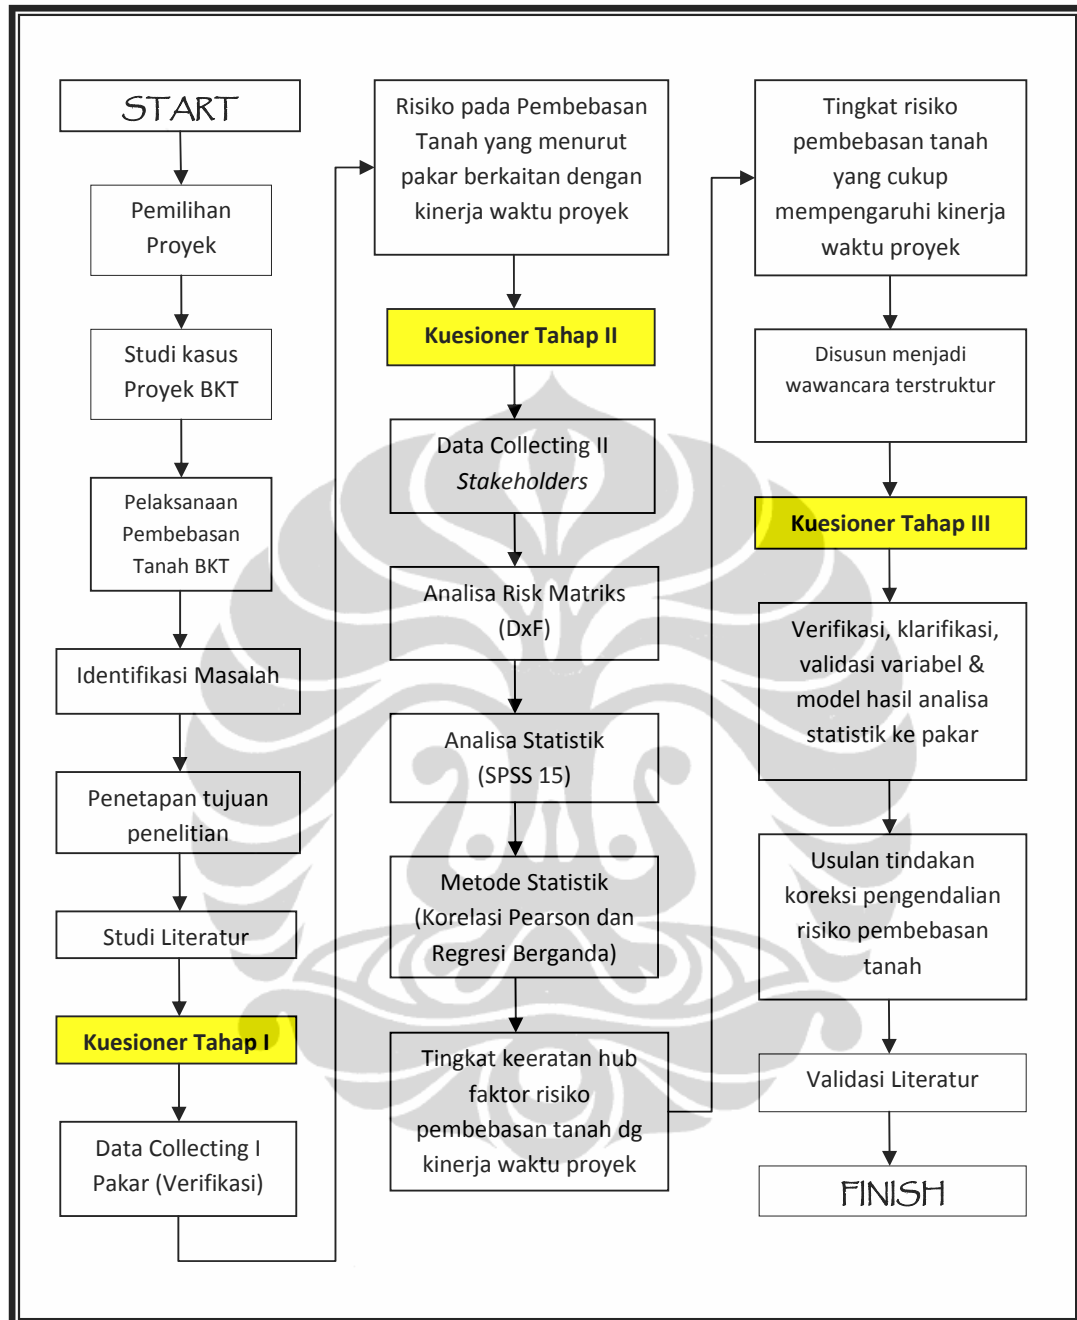 START
Pemilihan
Proyek
Studi kasus
Proyek BKT
Pelaksanaan
Pembebasan
Tanah BKT
Identifikasi Masalah
Penetapan tujuan
penelitian
Studi Literatur
Kuesioner Tahap I
Data Collecting I
Pakar (Verifikasi)
Risiko pada Pembebasan
Tanah yang menurut
pakar berkaitan dengan
kinerja waktu proyek
Kuesioner Tahap II
Data Collecting II
Stakeholders
Analisa Risk Matriks
(DxF)
Analisa Statistik
(SPSS 15)
Metode Statistik
(Korelasi Pearson dan
Regresi Berganda)
Tingkat keeratan hub
faktor risiko
pembebasan tanah dg
kinerja waktu proyek
Tingkat risiko
pembebasan tanah
yang cukup
mempengaruhi kinerja
waktu proyek
Disusun menjadi
wawancara terstruktur
Kuesioner Tahap III
Verifikasi, klarifikasi,
validasi variabel &
model hasil analisa
statistik ke pakar
Usulan tindakan
koreksi pengendalian
risiko pembebasan
tanah
Validasi Literatur
FINISH